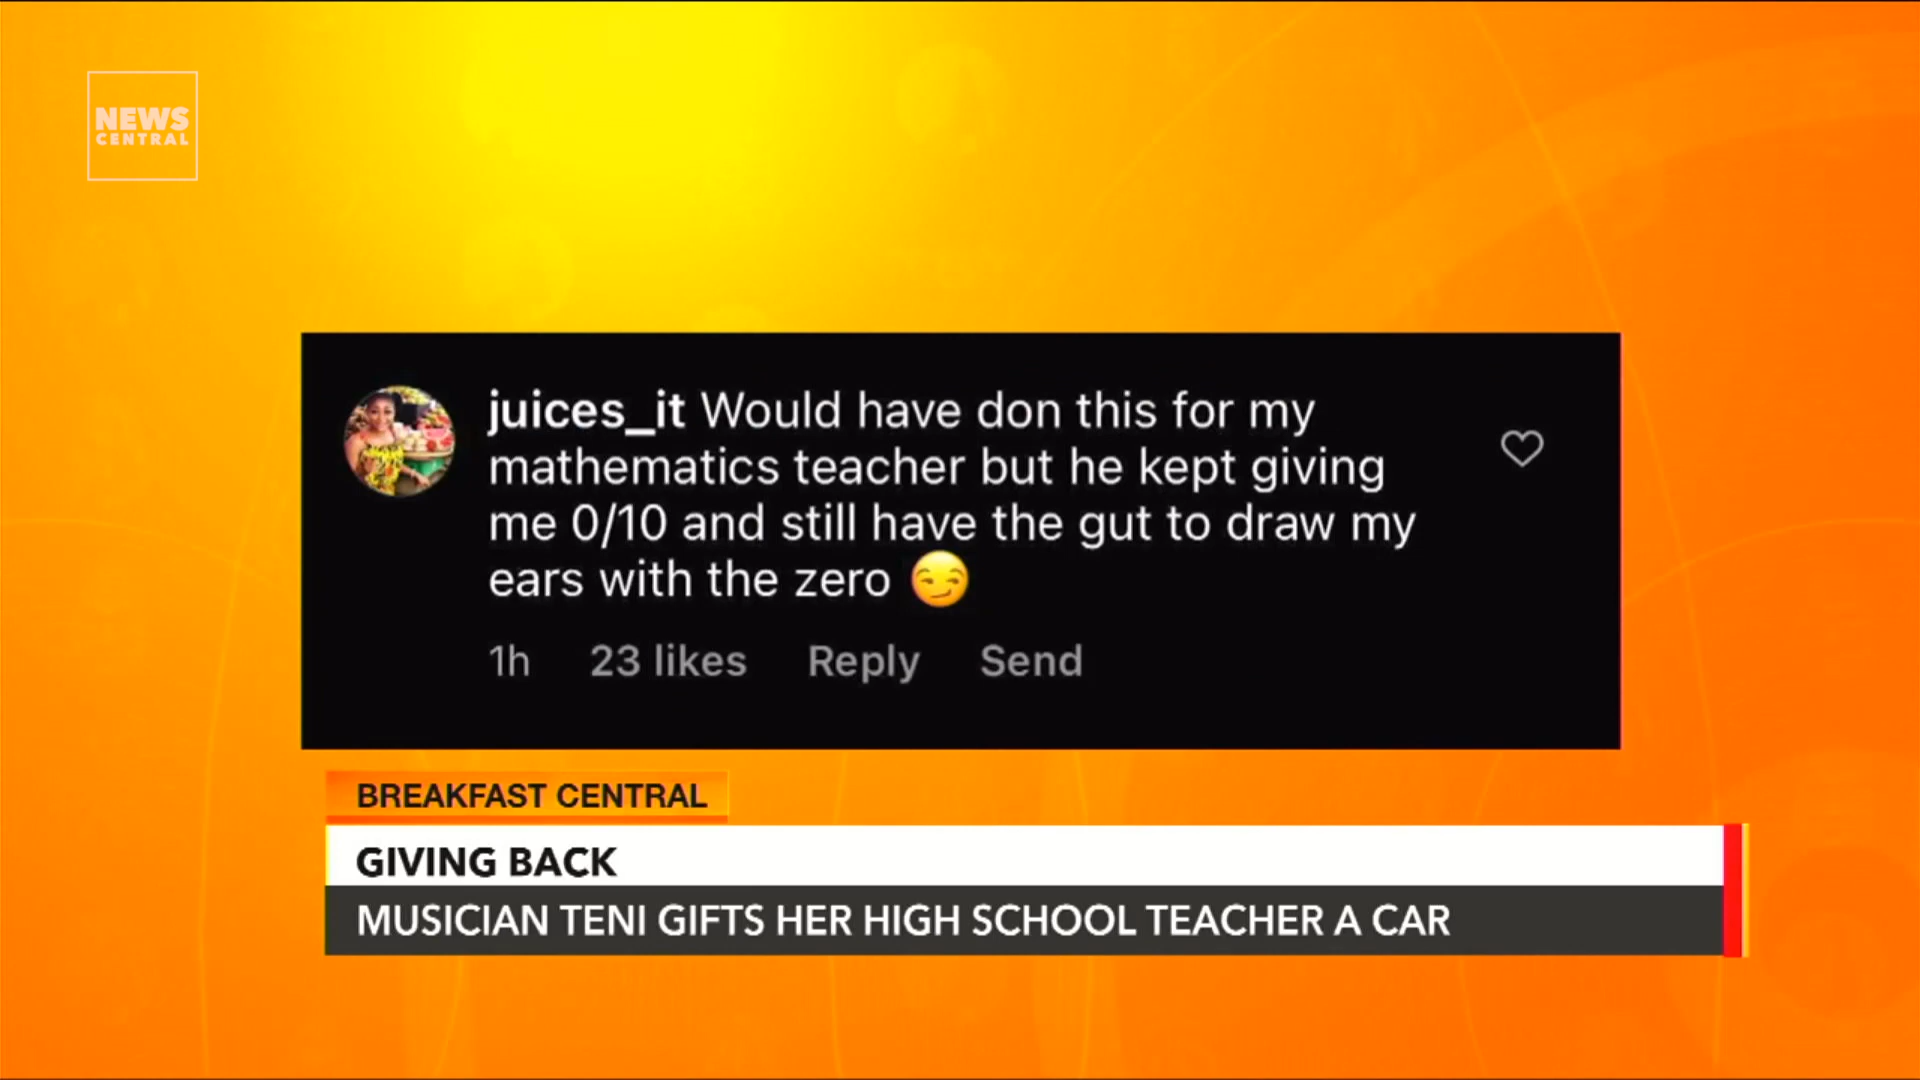 NEWS
CENTRAL
juices_it Would have don this for my
mathematics teacher but he kept giving
me 0/10 and still have the gut to draw my
ears with the zero 😏
1h 23 likes Reply Send
BREAKFAST CENTRAL
GIVING BACK
MUSICIAN TENI GIFTS HER HIGH SCHOOL TEACHER A CAR